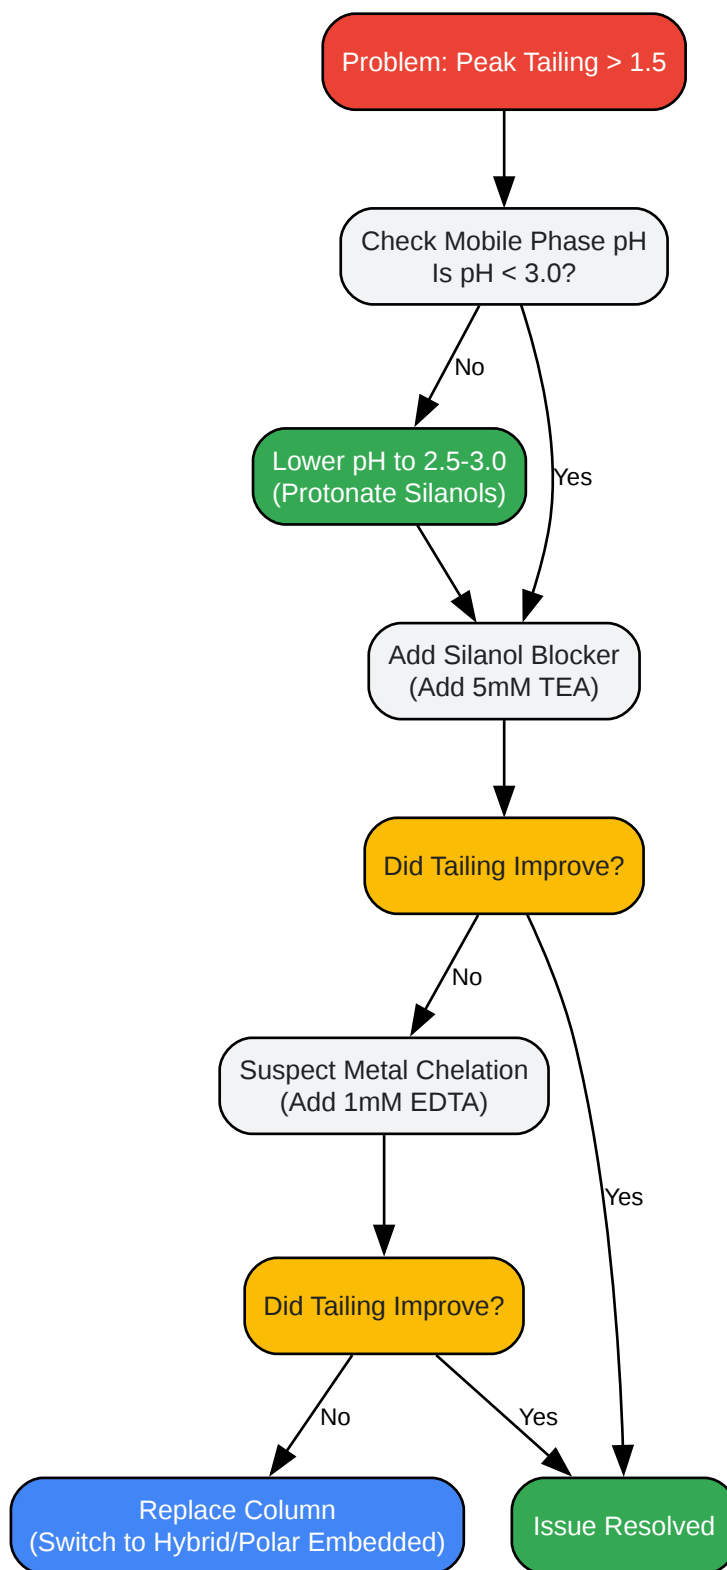 Problem: Peak Tailing > 1.5
Check Mobile Phase pH
Is pH < 3.0?
No
Lower pH to 2.5-3.0
(Protonate Silanols)
Yes
Add Silanol Blocker
(Add 5mM TEA)
Did Tailing Improve?
No
Suspect Metal Chelation
(Add 1mM EDTA)
Yes
Did Tailing Improve?
No
Yes
Replace Column
(Switch to Hybrid/Polar Embedded)
Issue Resolved